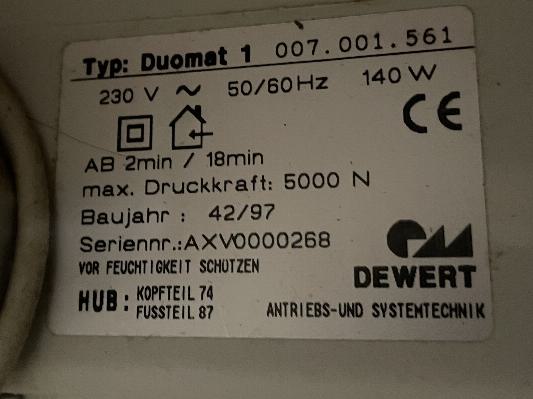 Typ: Duomat 1 007.001.561
230 V ~ 50/60Hz 140 W
CE
AB 2min / 18min
max. Druckkraft: 5000 N
Baujahr : 42/97
Seriennr.:AXV0000268
VOR FEUCHTIGKEIT SCHÜTZEN
HUB: KOPFTEIL 74
FUSSTEIL 87
DEWERT
ANTRIEBS-UND SYSTEMTECHNIK